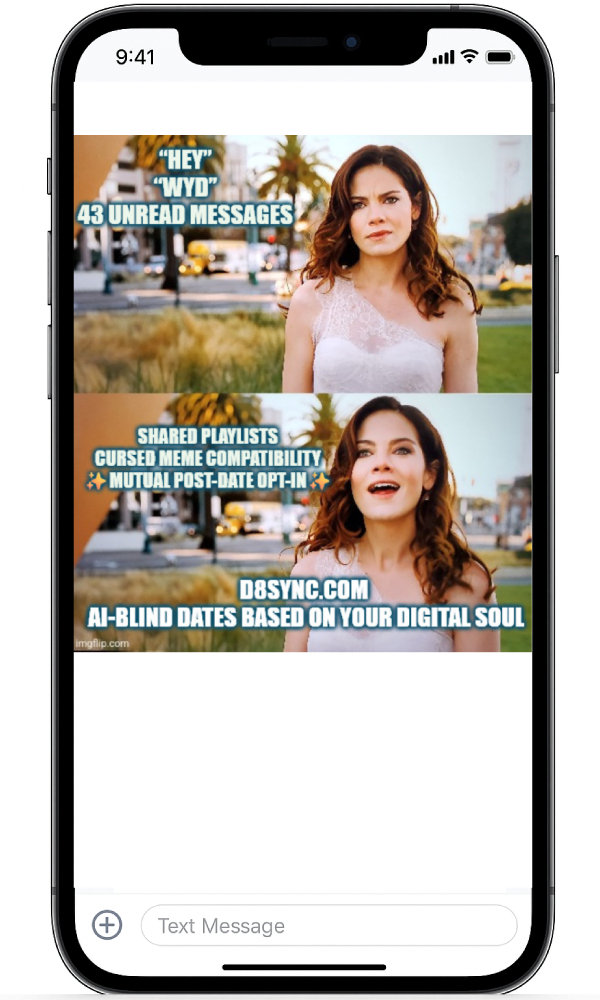 9:41
“HEY”
“WYD”
43 UNREAD MESSAGES
SHARED PLAYLISTS
CURSED MEME COMPATIBILITY
✨MUTUAL POST-DATE OPT-IN✨
D8SYNC.COM
AI-BLIND DATES BASED ON YOUR DIGITAL SOUL
imgflip.com
Text Message